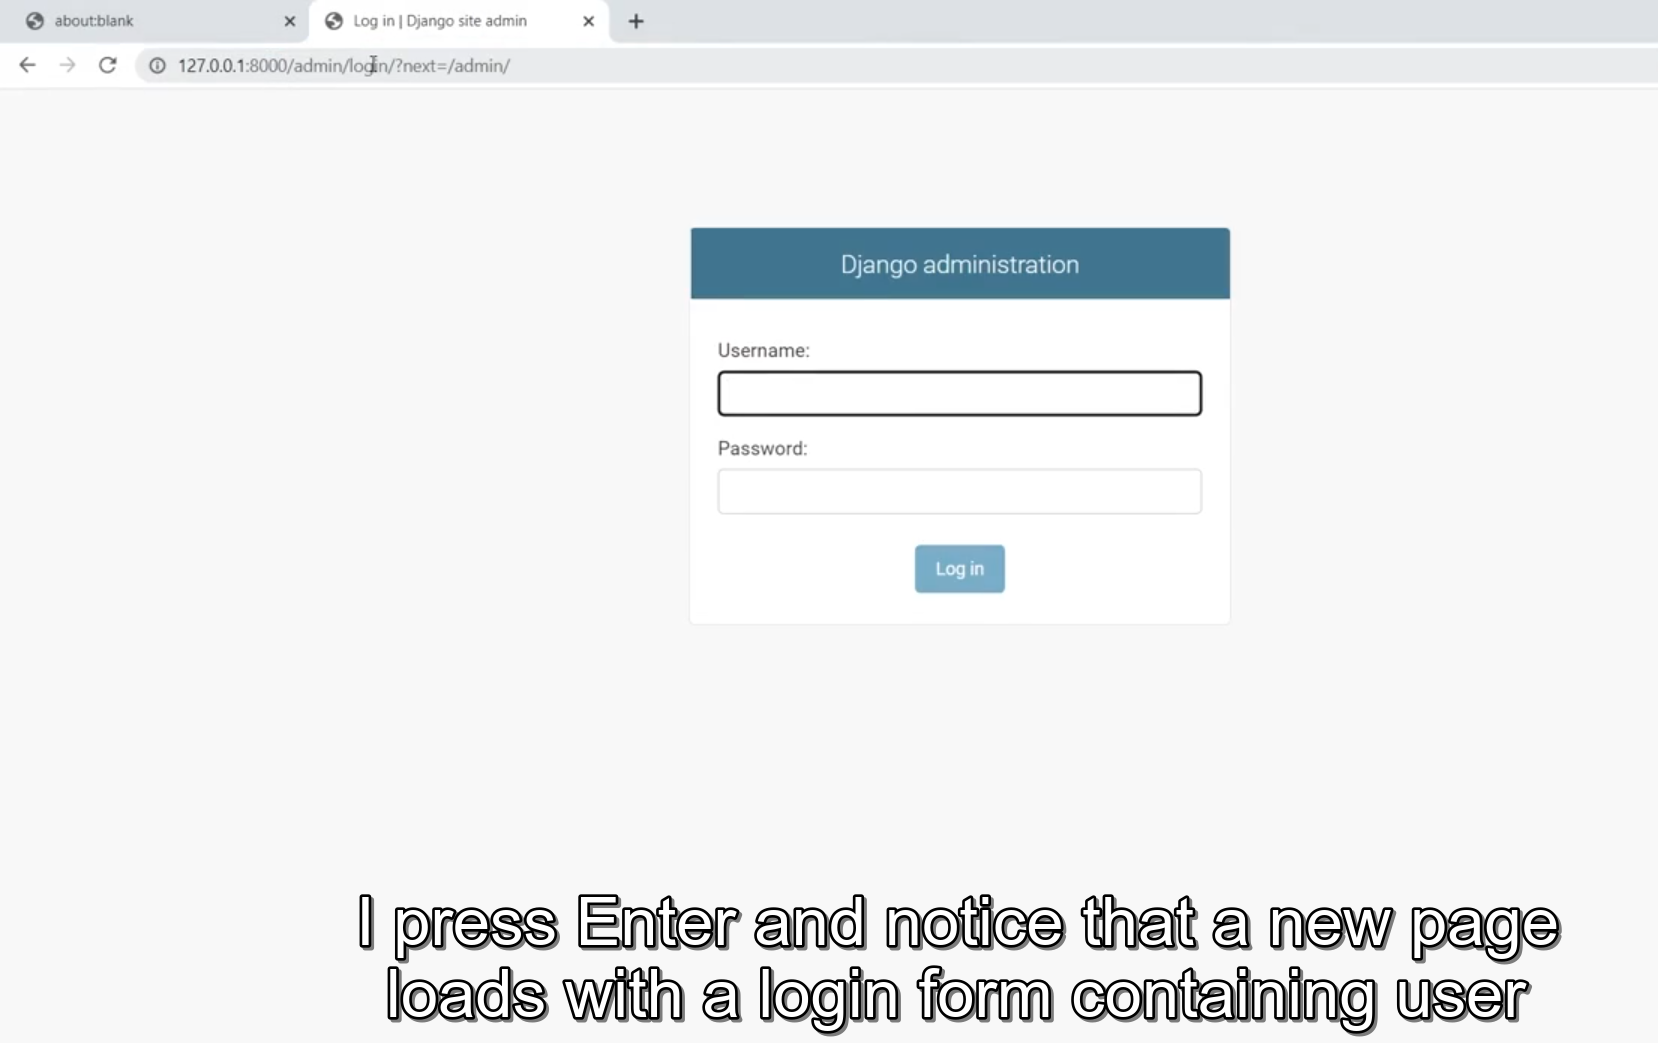 about:blank
Log in | Django site admin
127.0.0.1:8000/admin/login/?next=/admin/
Django administration
Username:
Password:
Log in
I press Enter and notice that a new page
loads with a login form containing user